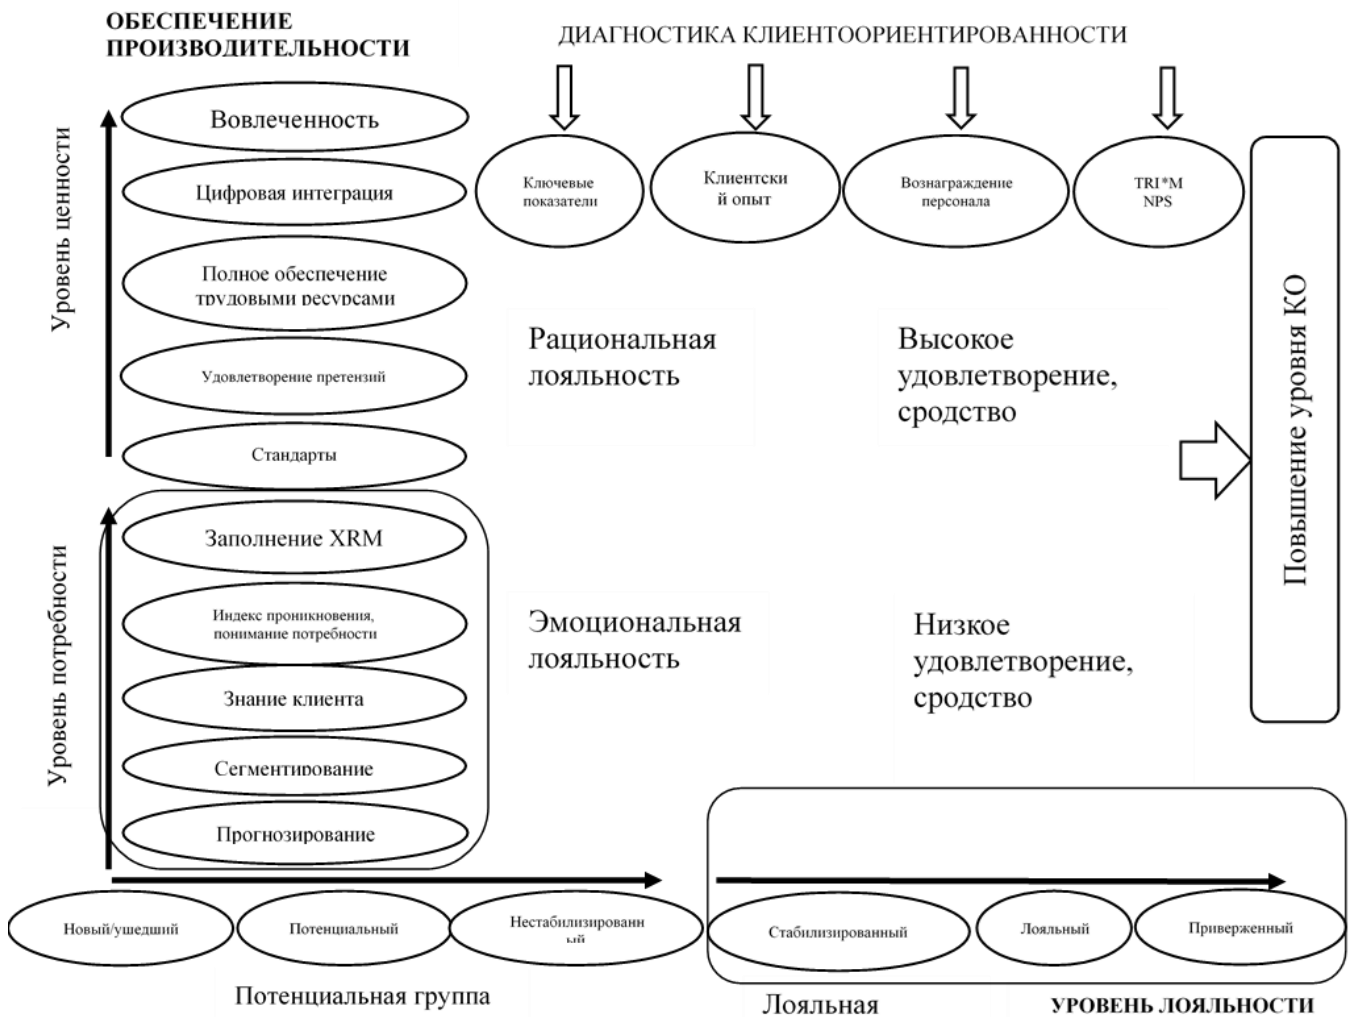 ОБЕСПЕЧЕНИЕ
ПРОИЗВОДИТЕЛЬНОСТИ
ДИАГНОСТИКА КЛИЕНТООРИЕНТИРОВАННОСТИ
Уровень ценности
Вовлеченность
Цифровая интеграция
Полное обеспечение
трудовыми ресурсами
Удовлетворение претензий
Стандарты
Ключевые
показатели
Клиентски
й опыт
Вознаграждение
персонала
TRI*M
NPS
Рациональная
лояльность
Высокое
удовлетворение,
сродство
Повышение уровня КО
Уровень потребности
Заполнение XRM
Индекс проникновения,
понимание потребности
Знание клиента
Сегментирование
Прогнозирование
Эмоциональная
лояльность
Низкое
удовлетворение,
сродство
Новый/ушедший
Потенциальный
Нестабилизированн
ый
Стабилизированный
Лояльный
Приверженный
Потенциальная группа
Лояльная
УРОВЕНЬ ЛОЯЛЬНОСТИ